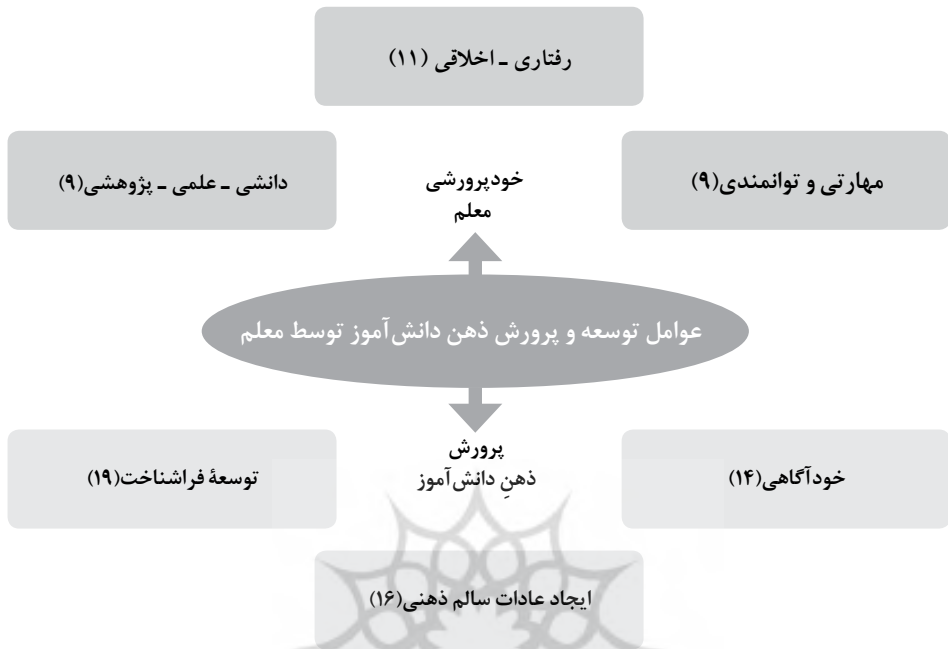 رفتاری ـ اخلاقی (۱۱)
مهارتی و توانمندی(۹)
خودپرورشی
معلم
دانشی ـ علمی ـ پژوهشی(۹)
عوامل توسعه و پرورش ذهن دانش‌آموز توسط معلم
خودآگاهی(۱۴)
پرورش
ذهنِ دانش‌آموز
توسعهٔ فراشناخت(۱۹)
ایجاد عادات سالم ذهنی(۱۶)